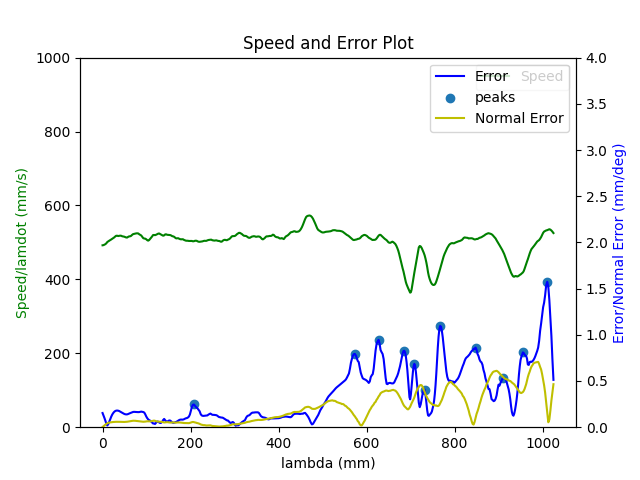 Speed and Error Plot
1000
800
600
400
200
0
Speed/lamdot (mm/s)
4.0
3.5
3.0
2.5
2.0
1.5
1.0
0.5
0.0
Error/Normal Error (mm/deg)
Error
Speed
peaks
Normal Error
0
200
400
600
800
1000
lambda (mm)